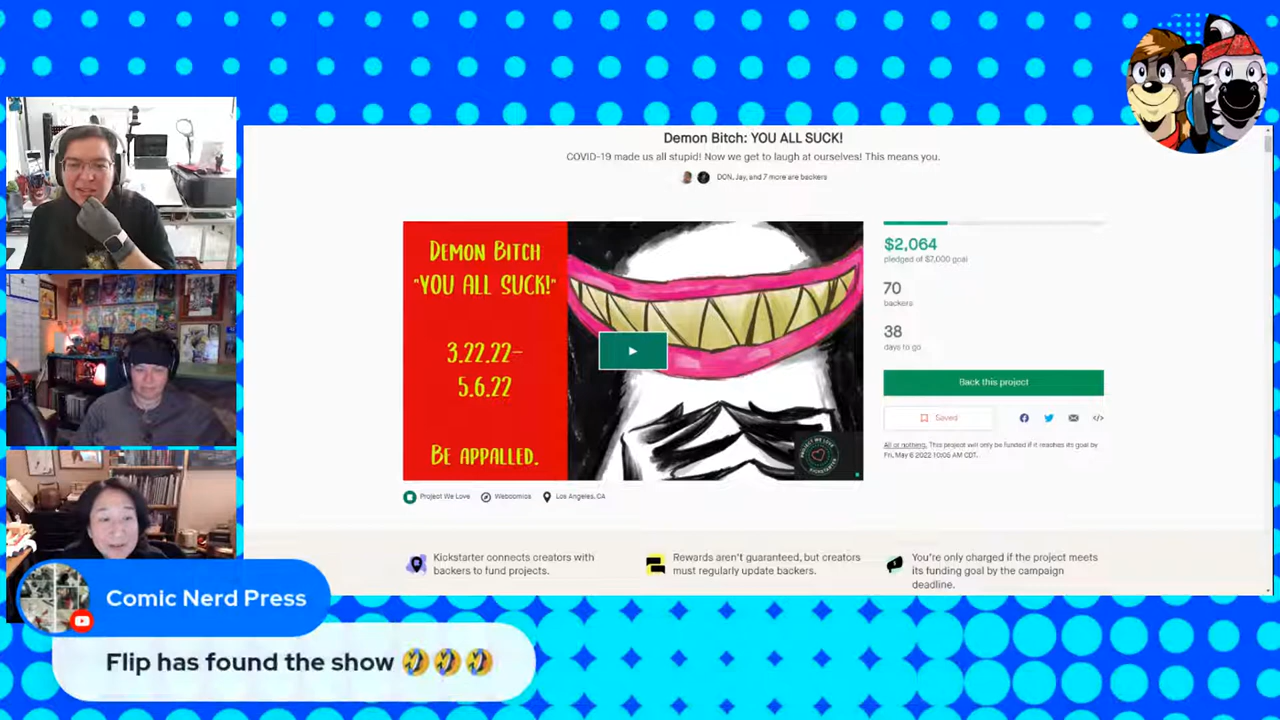 Demon Bitch: YOU ALL SUCK!
COVID-19 made us all stupid! Now we get to laugh at ourselves! This means you.
DON, Jay, and 7 more are backers
DEMON BITCH
"YOU ALL SUCK!"
3.22.22-
5.6.22
BE APPALLED.
PROJECT WE LOVE
KICKSTARTER
$2,064
pledged of $7,000 goal
70
backers
38
days to go
Back this project
Saved
All or nothing. This project will only be funded if it reaches its goal by
Fri, May 6 2022 10:05 AM CDT.
Project We Love
Webcomics
Los Angeles, CA
Kickstarter connects creators with
backers to fund projects.
Rewards aren't guaranteed, but creators
must regularly update backers.
You're only charged if the project meets
its funding goal by the campaign
deadline.
Comic Nerd Press
Flip has found the show 🤣🤣🤣